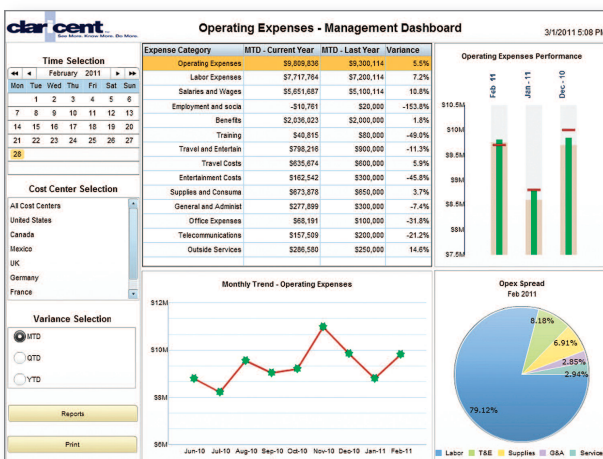 clar cent
See More. Know More. Do More.
Operating Expenses - Management Dashboard
3/1/2011 5:08 PM
Time Selection
February 2011
Mon Tue Wed Thu Fri Sat Sun
1 2 3 4 5 6
7 8 9 10 11 12 13
14 15 16 17 18 19 20
21 22 23 24 25 26 27
28
Cost Center Selection
All Cost Centers
United States
Canada
Mexico
UK
Germany
France
Variance Selection
MTD
QTD
YTD
Reports
Print
Expense Category MTD - Current Year MTD - Last Year Variance
Operating Expenses $9,809,836 $9,300,114 5.5%
Labor Expenses $7,717,764 $7,200,114 7.2%
Salaries and Wages $5,651,687 $5,100,114 10.8%
Employment and socia -$10,761 $20,000 -153.8%
Benefits $2,036,023 $2,000,000 1.8%
Training $40,815 $80,000 -49.0%
Travel and Entertain $798,216 $900,000 -11.3%
Travel Costs $635,674 $600,000 5.9%
Entertainment Costs $162,542 $300,000 -45.8%
Supplies and Consuma $673,878 $650,000 3.7%
General and Administ $277,899 $300,000 -7.4%
Office Expenses $68,191 $100,000 -31.8%
Telecommunications $157,509 $200,000 -21.2%
Outside Services $286,580 $250,000 14.6%
Operating Expenses Performance
Feb 11
Jan - 11
Dec - 10
$10.5M
$10M
$9.5M
$9M
$8.5M
$8M
$7.5M
Monthly Trend - Operating Expenses
$12M
$10M
$8M
$6M
Jun-10 Jul-10 Aug-10 Sep-10 Oct-10 Nov-10 Dec-10 Jan-11 Feb-11
Opex Spread
Feb 2011
8.18%
6.91%
2.85%
2.94%
79.12%
Labor T&E Supplies G&A Service